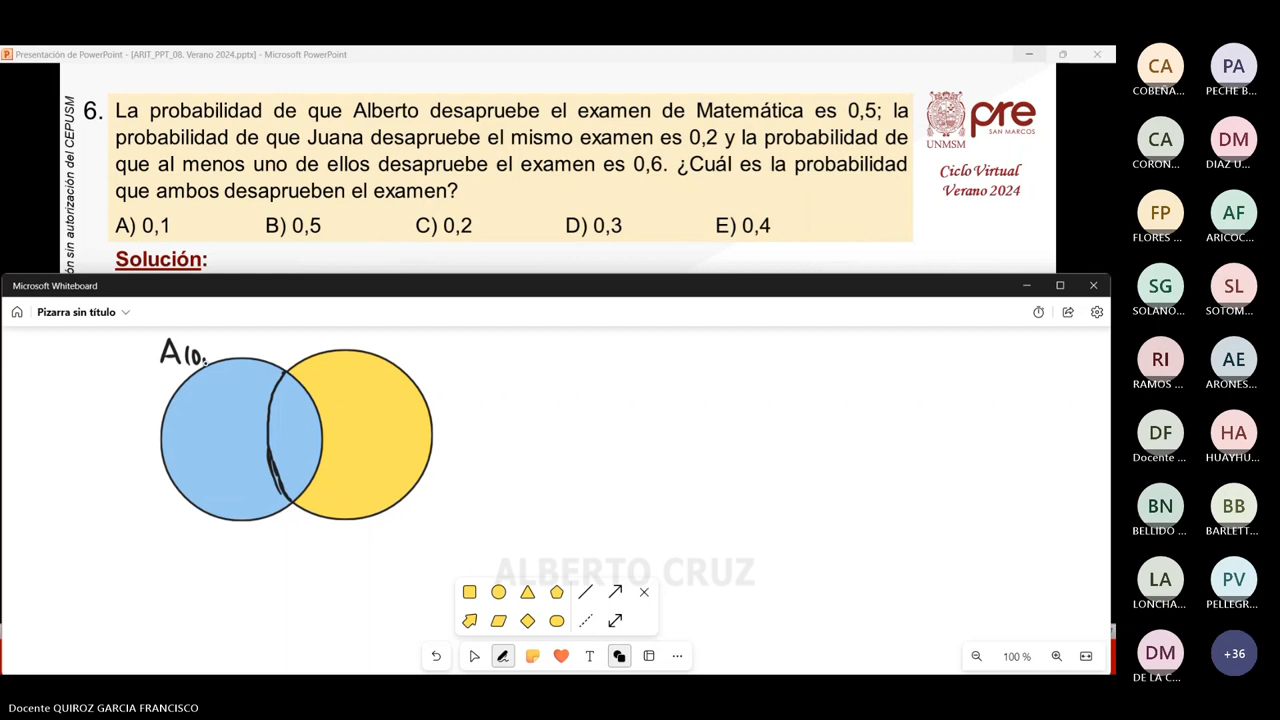 Presentación de PowerPoint - [ARIT_PPT_08. Verano 2024.pptx] - Microsoft PowerPoint
ón sin autorización del CEPUSM
6. La probabilidad de que Alberto desapruebe el examen de Matemática es 0,5; la
probabilidad de que Juana desapruebe el mismo examen es 0,2 y la probabilidad de
que al menos uno de ellos desapruebe el examen es 0,6. ¿Cuál es la probabilidad
que ambos desaprueben el examen?
A) 0,1 B) 0,5 C) 0,2 D) 0,3 E) 0,4
Solución:
UNMSM
pre
SAN MARCOS
Ciclo Virtual
Verano 2024
Microsoft Whiteboard
Pizarra sin título
A(0.
ALBERTO CRUZ
T
100 %
CA
COBEÑA...
PA
PECHE B...
CA
CORON...
DM
DIAZ U...
FP
FLORES ...
AF
ARICOC...
SG
SOLANO...
SL
SOTOM...
RI
RAMOS ...
AE
ARONES...
DF
Docente ...
HA
HUAYHU...
BN
BELLIDO ...
BB
BARLETT...
LA
LONCHA...
PV
PELLEGR...
DM
DE LA C...
+36
Docente QUIROZ GARCIA FRANCISCO